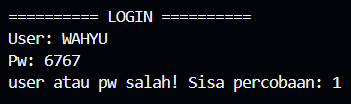 ========== LOGIN ==========
User: WAHYU
Pw: 6767
user atau pw salah! Sisa percobaan: 1